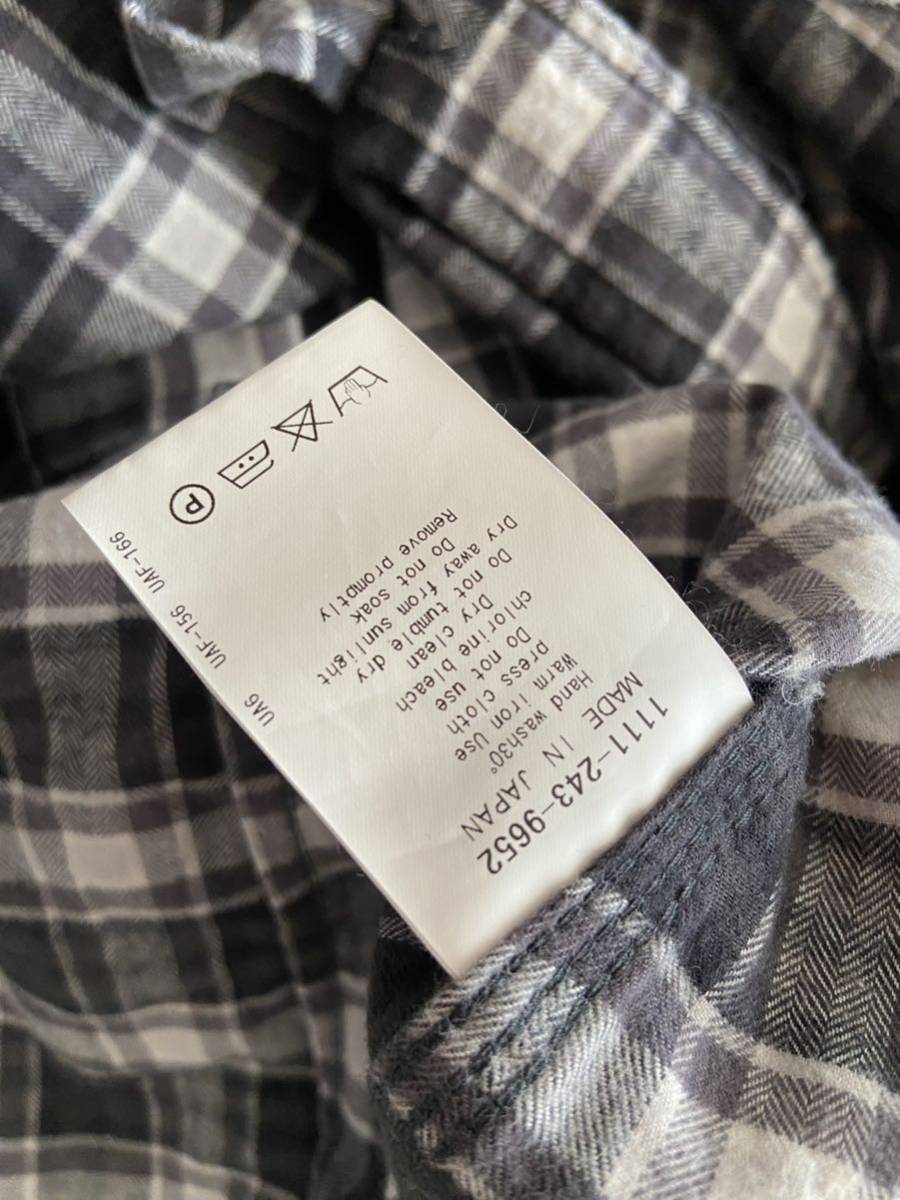 1111-243-9652
MADE IN JAPAN
Hand wash30°
Warm iron Use
press cloth
Do not use
chlorine bleach
Dry clean
Do not tumble dry
Dry away from sunlight
Do not soak
Remove promptly
P
UA6
UAF-156
UAF-166